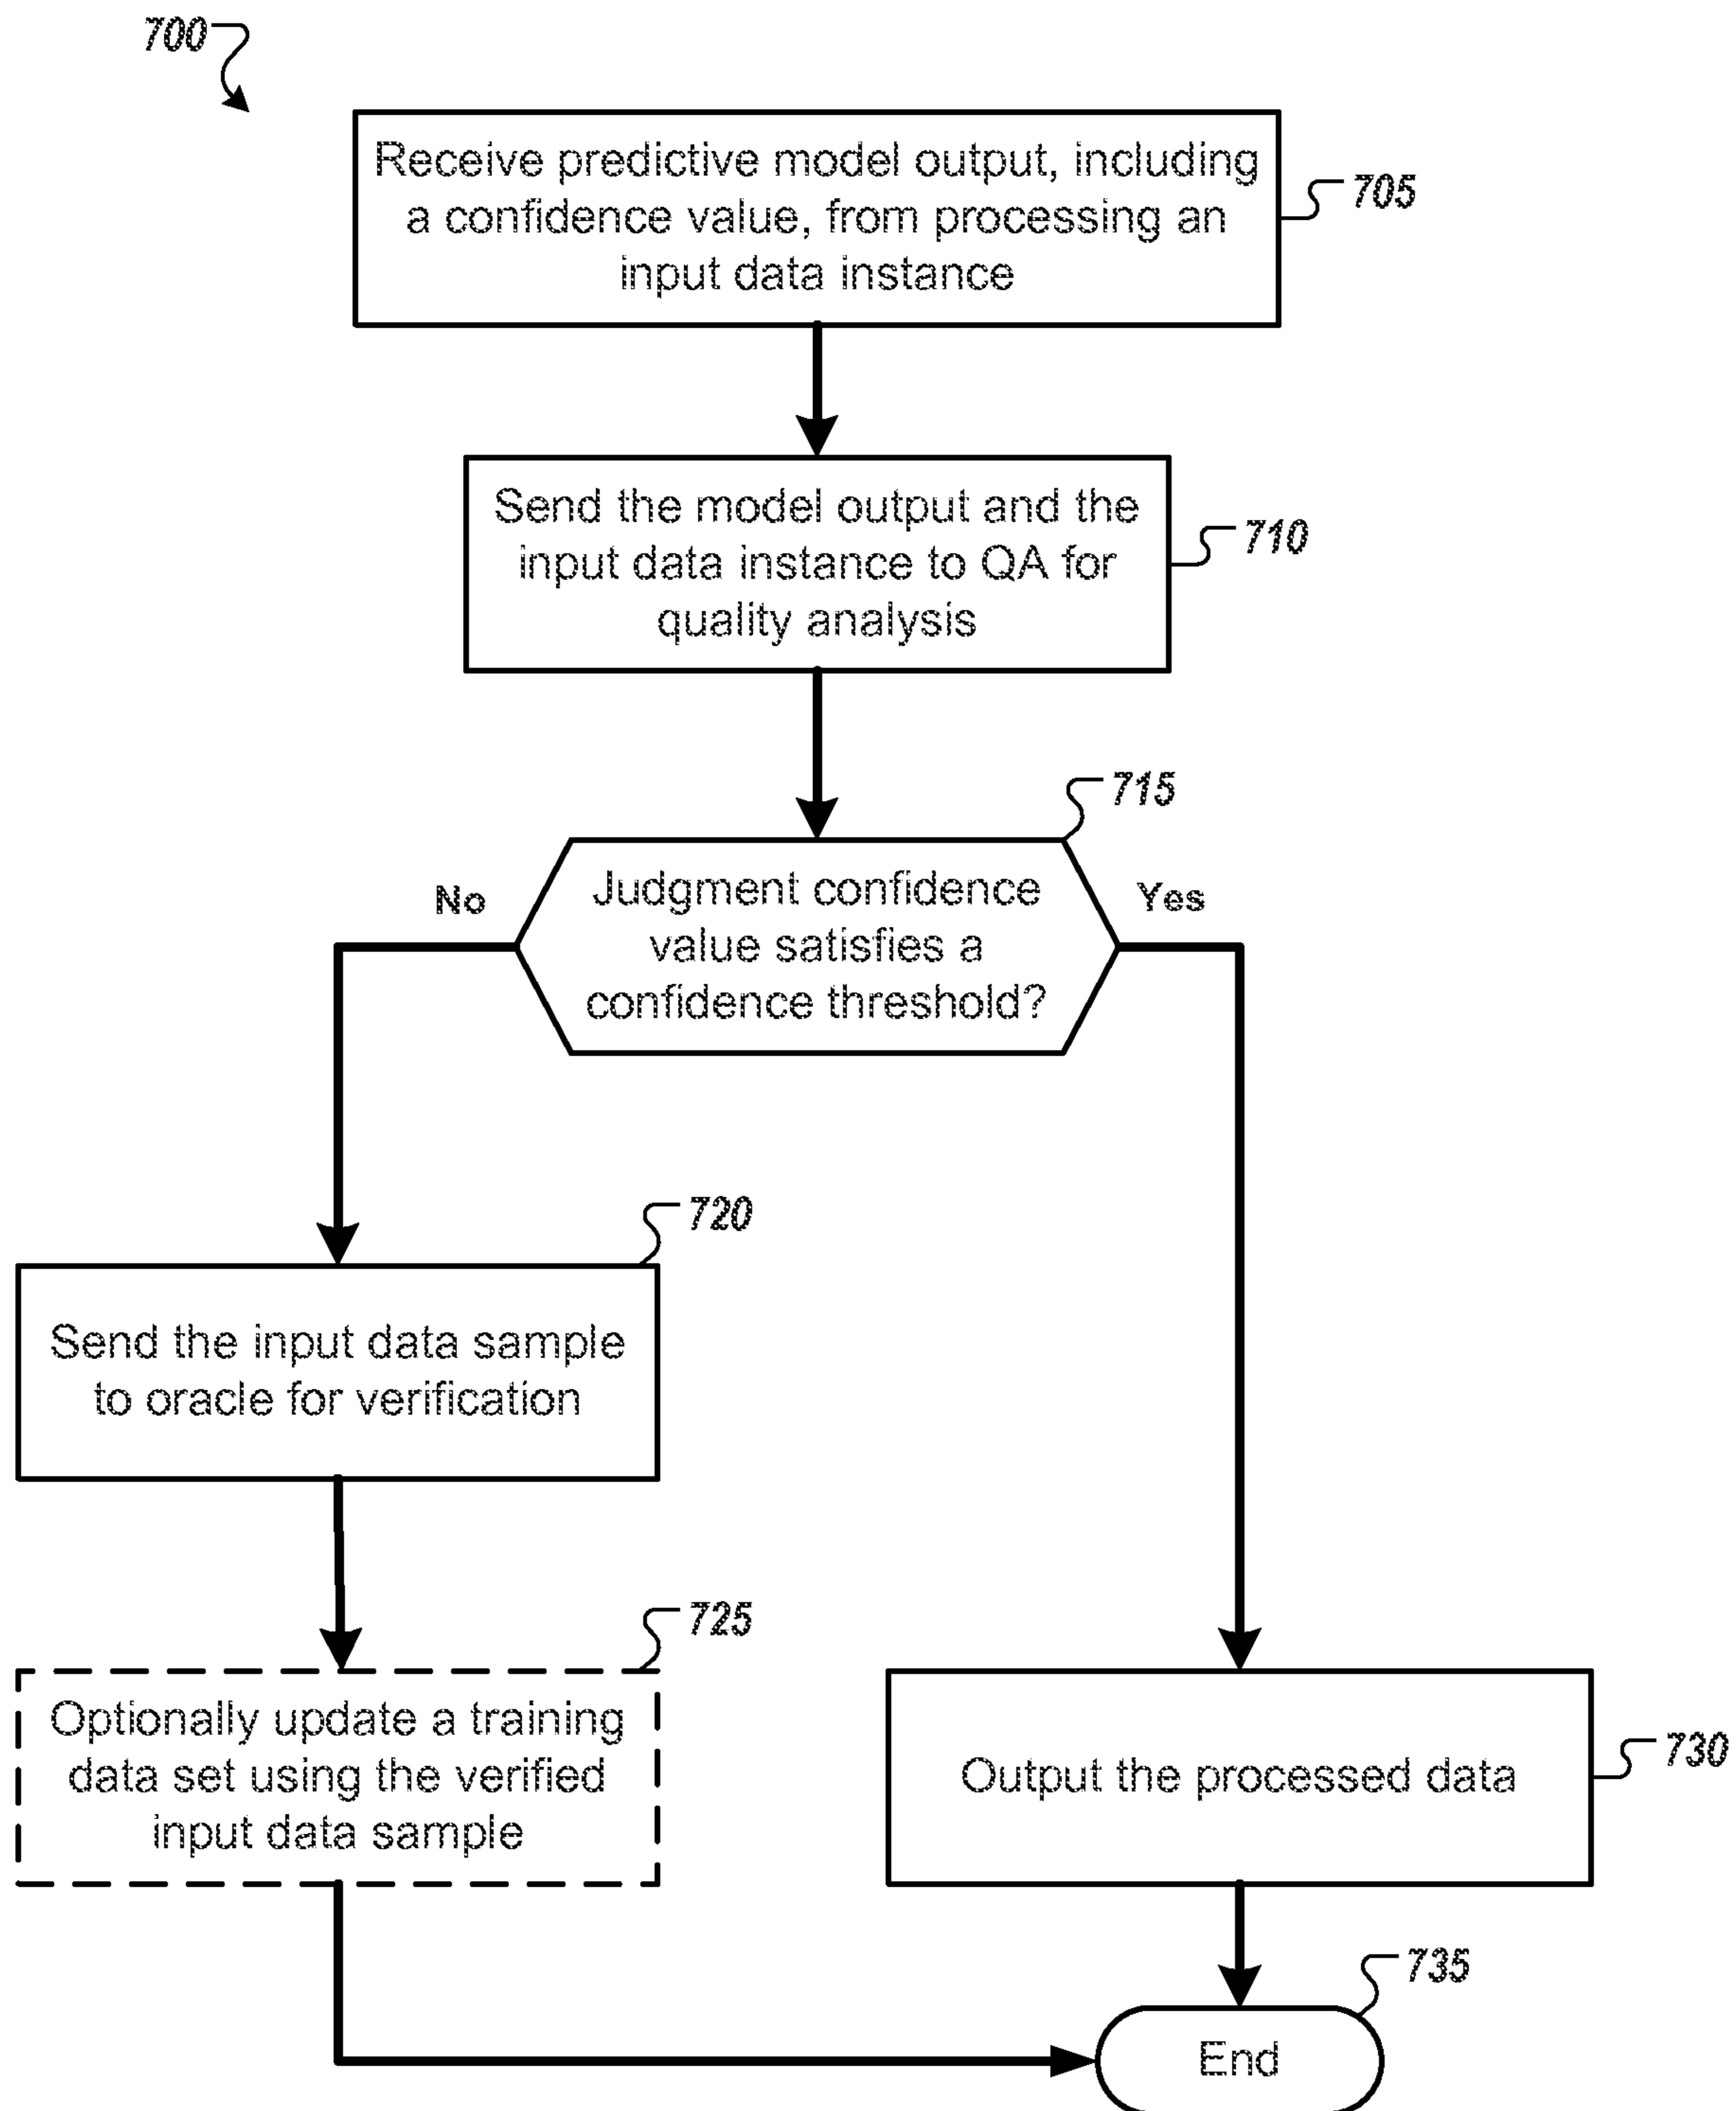 700
Receive predictive model output, including
a confidence value, from processing an
input data instance
705
Send the model output and the
input data instance to QA for
quality analysis
710
715
Judgment confidence
value satisfies a
confidence threshold?
No
Yes
720
Send the input data sample
to oracle for verification
725
Optionally update a training
data set using the verified
input data sample
Output the processed data
730
735
End